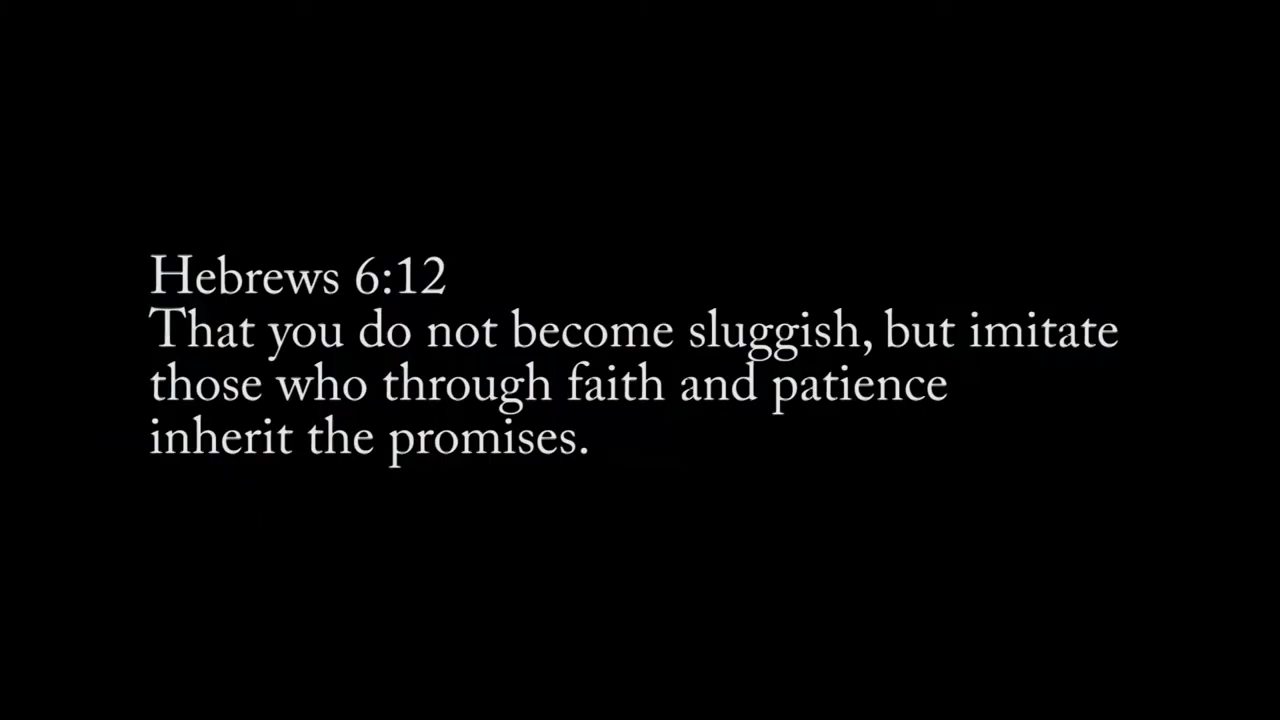 Hebrews 6:12
That you do not become sluggish, but imitate
those who through faith and patience
inherit the promises.